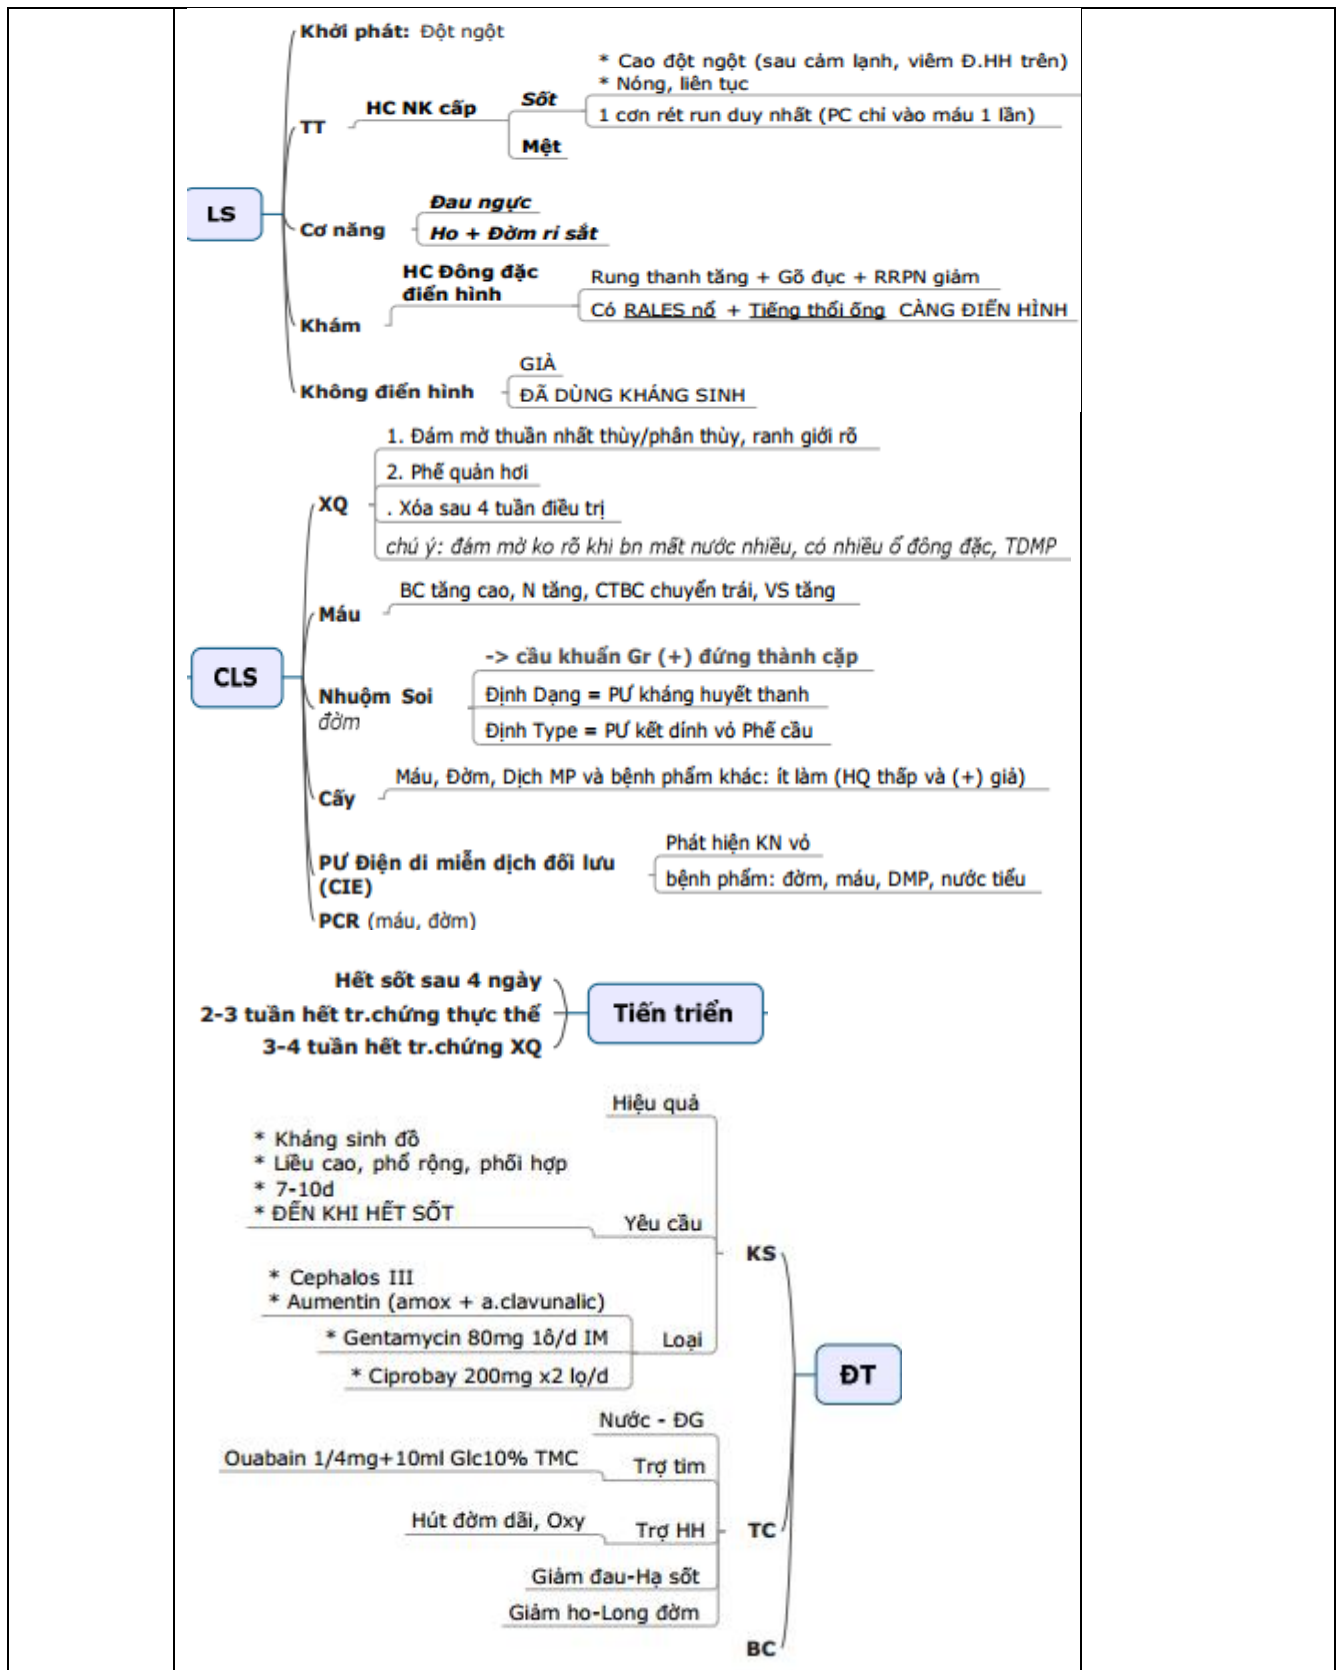 Khởi phát: Đột ngột
* Cao đột ngột (sau cảm lạnh, viêm Đ.HH trên)
* Nóng, liên tục
Sốt
HC NK cấp
1 cơn rét run duy nhất (PC chỉ vào máu 1 lần)
TT
Mệt
LS
Đau ngực
Cơ năng
Ho + Đờm rỉ sắt
HC Đông đặc
điển hình
Rung thanh tăng + Gõ đục + RRPN giảm
Có RALES nổ + Tiếng thổi ống CÀNG ĐIỂN HÌNH
Khám
GIÀ
Không điển hình
ĐÃ DÙNG KHÁNG SINH
1. Đám mờ thuần nhất thùy/phân thùy, ranh giới rõ
2. Phế quản hơi
XQ
. Xóa sau 4 tuần điều trị
chú ý: đám mờ ko rõ khi bn mất nước nhiều, có nhiều ổ đông đặc, TDMP
BC tăng cao, N tăng, CTBC chuyển trái, VS tăng
Máu
-> cầu khuẩn Gr (+) đứng thành cặp
CLS
Nhuộm Soi
đờm
Định Dạng = PƯ kháng huyết thanh
Định Type = PƯ kết dính vỏ Phế cầu
Máu, Đờm, Dịch MP và bệnh phẩm khác: ít làm (HQ thấp và (+) giả)
Cấy
Phát hiện KN vỏ
PƯ Điện di miễn dịch đối lưu
(CIE)
bệnh phẩm: đờm, máu, DMP, nước tiểu
PCR (máu, đờm)
Hết sốt sau 4 ngày
2-3 tuần hết tr.chứng thực thể
Tiến triển
3-4 tuần hết tr.chứng XQ
Hiệu quả
* Kháng sinh đồ
* Liều cao, phổ rộng, phối hợp
* 7-10d
* ĐẾN KHI HẾT SỐT
Yêu cầu
KS
* Cephalos III
* Aumentin (amox + a.clavunalic)
* Gentamycin 80mg 1ô/d IM
Loại
* Ciprobay 200mg x2 lọ/d
ĐT
Nước - ĐG
Ouabain 1/4mg+10ml Glc10% TMC
Trợ tim
Hút đờm dãi, Oxy
Trợ HH
TC
Giảm đau-Hạ sốt
Giảm ho-Long đờm
BC